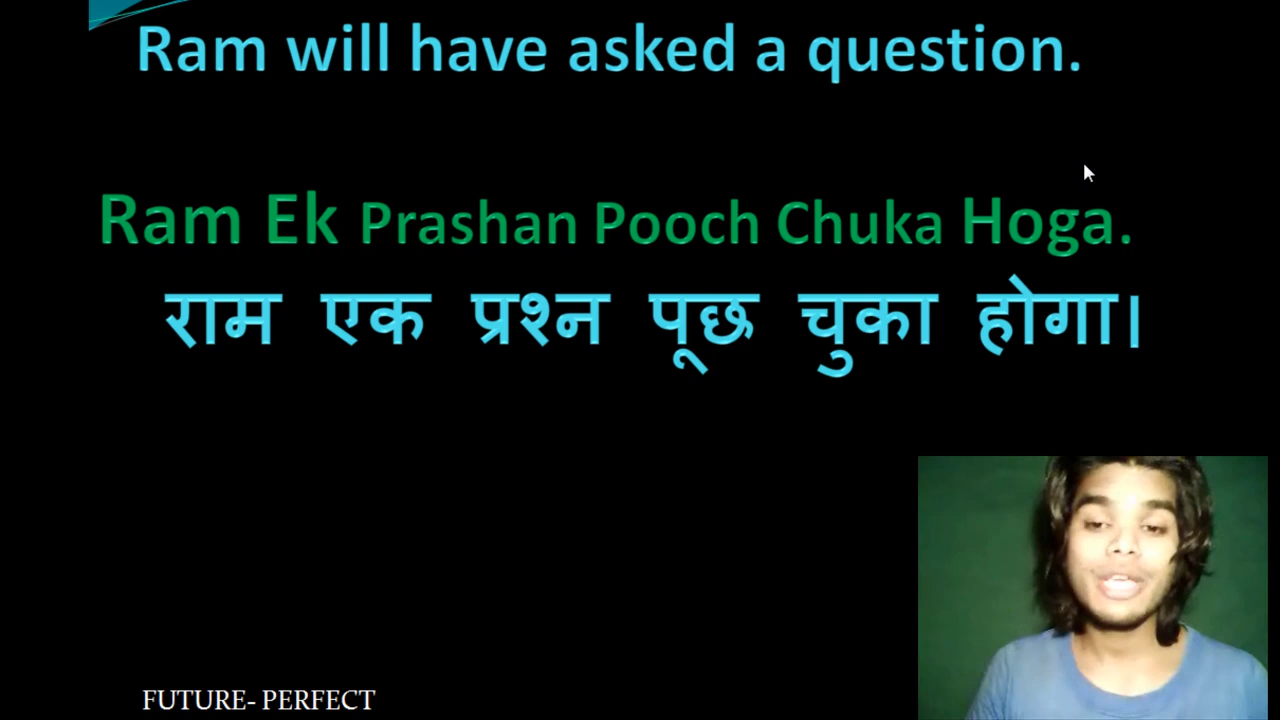 Ram will have asked a question.
Ram Ek Prashan Pooch Chuka Hoga.
राम एक प्रश्न पूछ चुका होगा।
FUTURE- PERFECT